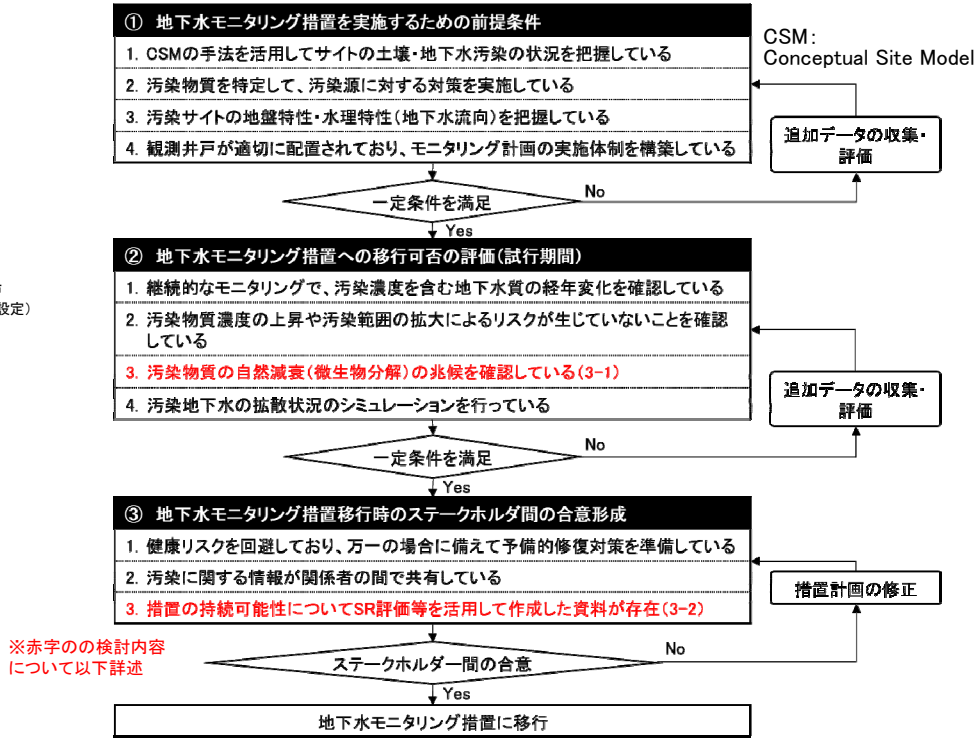 ① 地下水モニタリング措置を実施するための前提条件
1. CSMの手法を活用してサイトの土壌・地下水汚染の状況を把握している
2. 汚染物質を特定して、汚染源に対する対策を実施している
3. 汚染サイトの地盤特性・水理特性(地下水流向)を把握している
4. 観測井戸が適切に配置されており、モニタリング計画の実施体制を構築している
CSM:
Conceptual Site Model
追加データの収集・
評価
一定条件を満足
No
Yes
② 地下水モニタリング措置への移行可否の評価(試行期間)
1. 継続的なモニタリングで、汚染濃度を含む地下水質の経年変化を確認している
2. 汚染物質濃度の上昇や汚染範囲の拡大によるリスクが生じていないことを確認
している
3. 汚染物質の自然減衰(微生物分解)の兆候を確認している(3-1)
4. 汚染地下水の拡散状況のシミュレーションを行っている
設定)
追加データの収集・
評価
一定条件を満足
No
Yes
③ 地下水モニタリング措置移行時のステークホルダ間の合意形成
1. 健康リスクを回避しており、万一の場合に備えて予備的修復対策を準備している
2. 汚染に関する情報が関係者の間で共有している
3. 措置の持続可能性についてSR評価等を活用して作成した資料が存在(3-2)
措置計画の修正
※赤字のの検討内容
について以下詳述
ステークホルダー間の合意
No
Yes
地下水モニタリング措置に移行